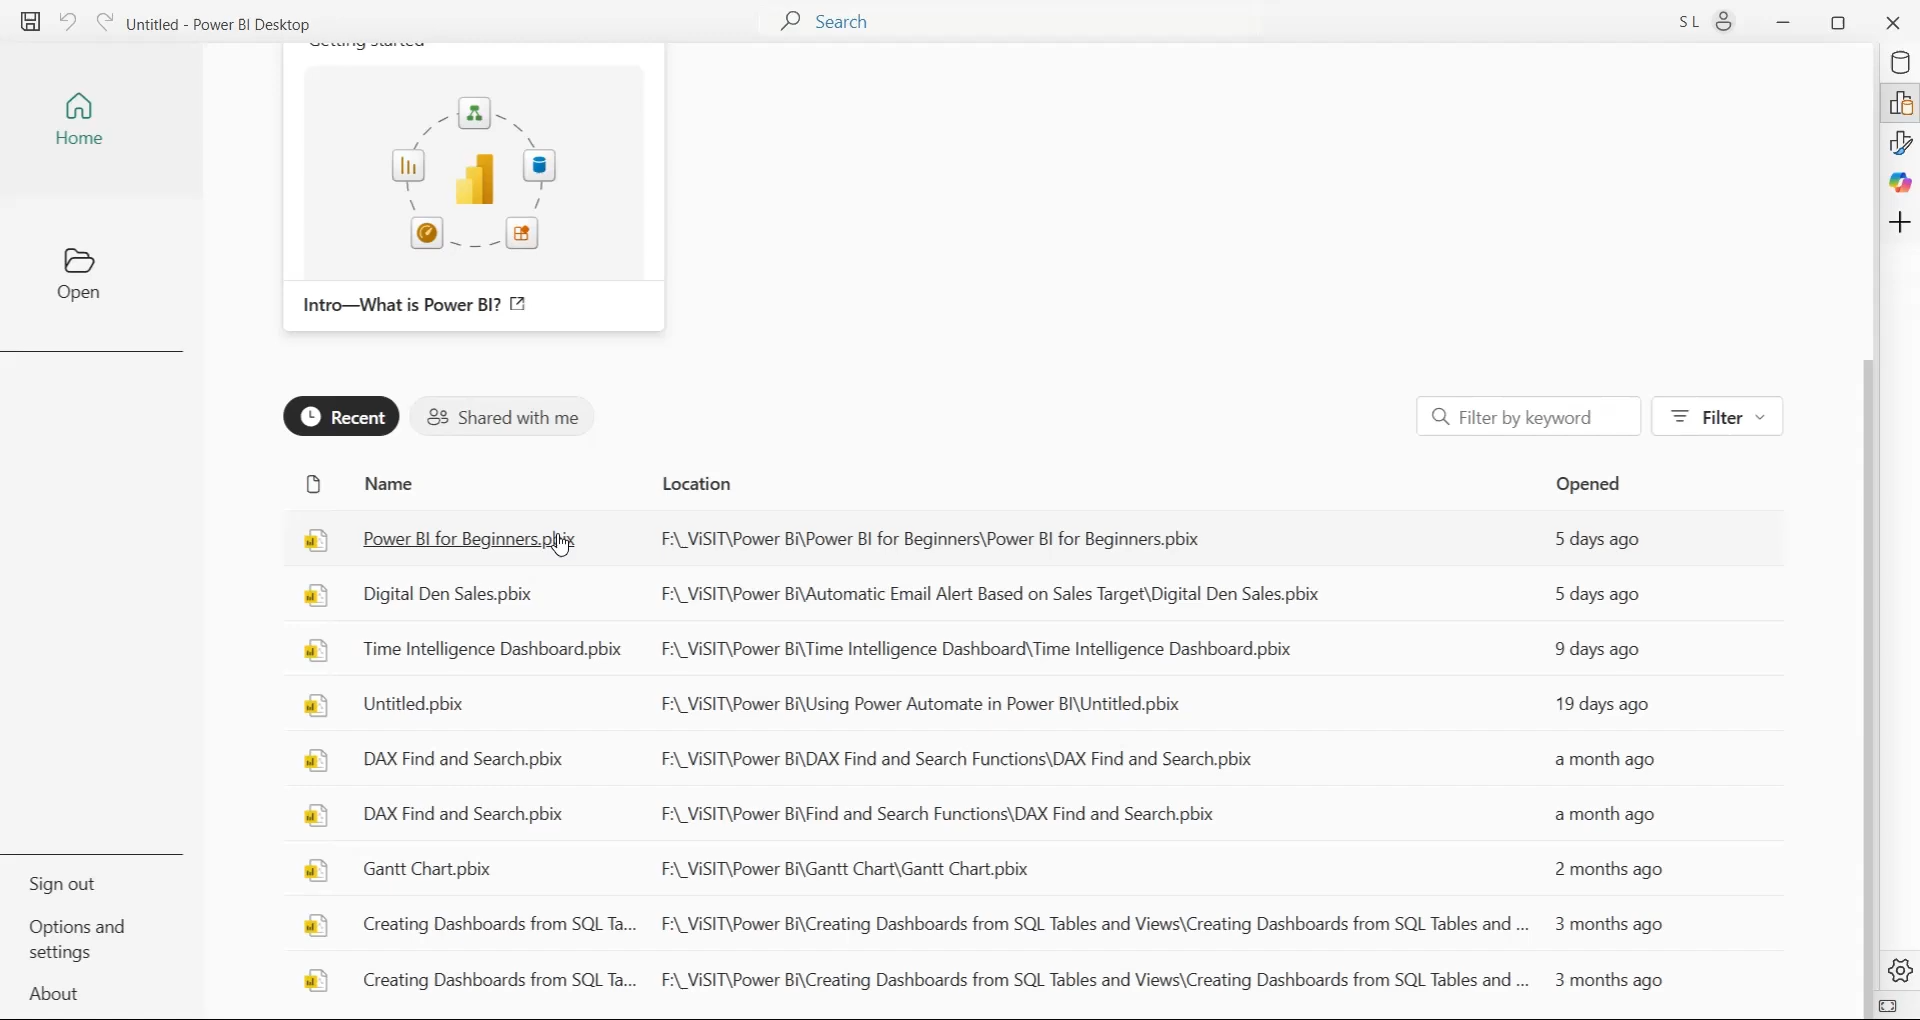 Untitled - Power BI Desktop
Search
S L
Getting started
Home
Open
Intro—What is Power BI?
Recent
Shared with me
Filter by keyword
Filter
Name Location Opened
Power BI for Beginners.pbix F:\_ViSIT\Power Bi\Power BI for Beginners\Power BI for Beginners.pbix 5 days ago
Digital Den Sales.pbix F:\_ViSIT\Power Bi\Automatic Email Alert Based on Sales Target\Digital Den Sales.pbix 5 days ago
Time Intelligence Dashboard.pbix F:\_ViSIT\Power Bi\Time Intelligence Dashboard\Time Intelligence Dashboard.pbix 9 days ago
Untitled.pbix F:\_ViSIT\Power Bi\Using Power Automate in Power BI\Untitled.pbix 19 days ago
DAX Find and Search.pbix F:\_ViSIT\Power Bi\DAX Find and Search Functions\DAX Find and Search.pbix a month ago
DAX Find and Search.pbix F:\_ViSIT\Power Bi\Find and Search Functions\DAX Find and Search.pbix a month ago
Gantt Chart.pbix F:\_ViSIT\Power Bi\Gantt Chart\Gantt Chart.pbix 2 months ago
Creating Dashboards from SQL Ta... F:\_ViSIT\Power Bi\Creating Dashboards from SQL Tables and Views\Creating Dashboards from SQL Tables and ... 3 months ago
Creating Dashboards from SQL Ta... F:\_ViSIT\Power Bi\Creating Dashboards from SQL Tables and Views\Creating Dashboards from SQL Tables and ... 3 months ago
Sign out
Options and
settings
About